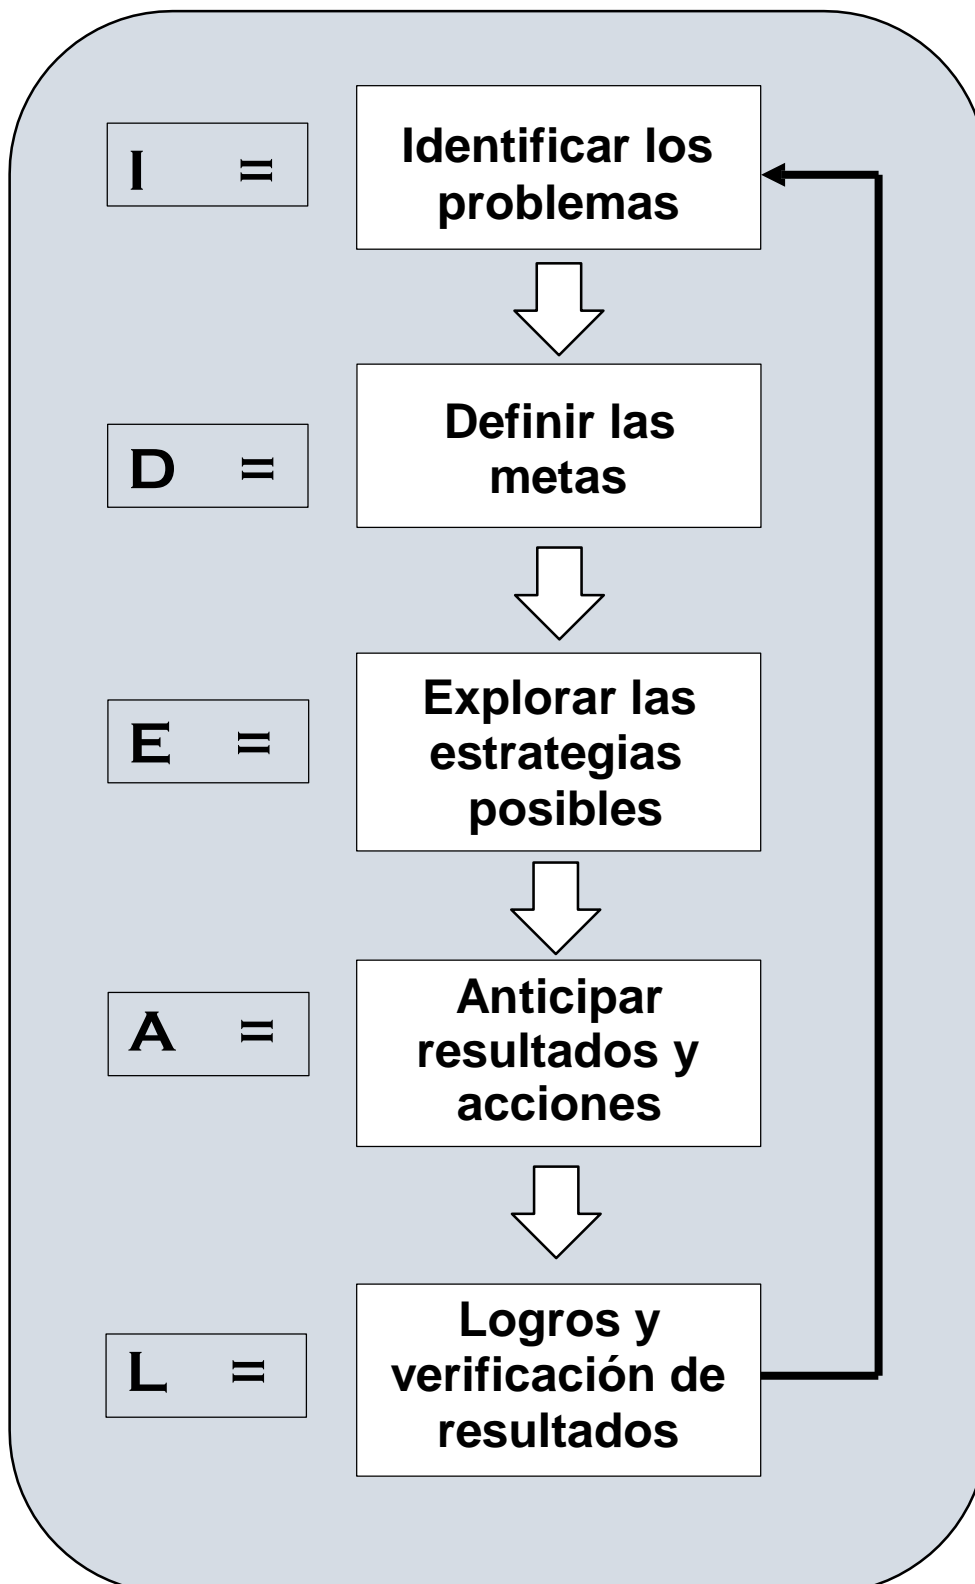 I =
Identificar los
problemas
D =
Definir las
metas
E =
Explorar las
estrategias
posibles
A =
Anticipar
resultados y
acciones
L =
Logros y
verificación de
resultados